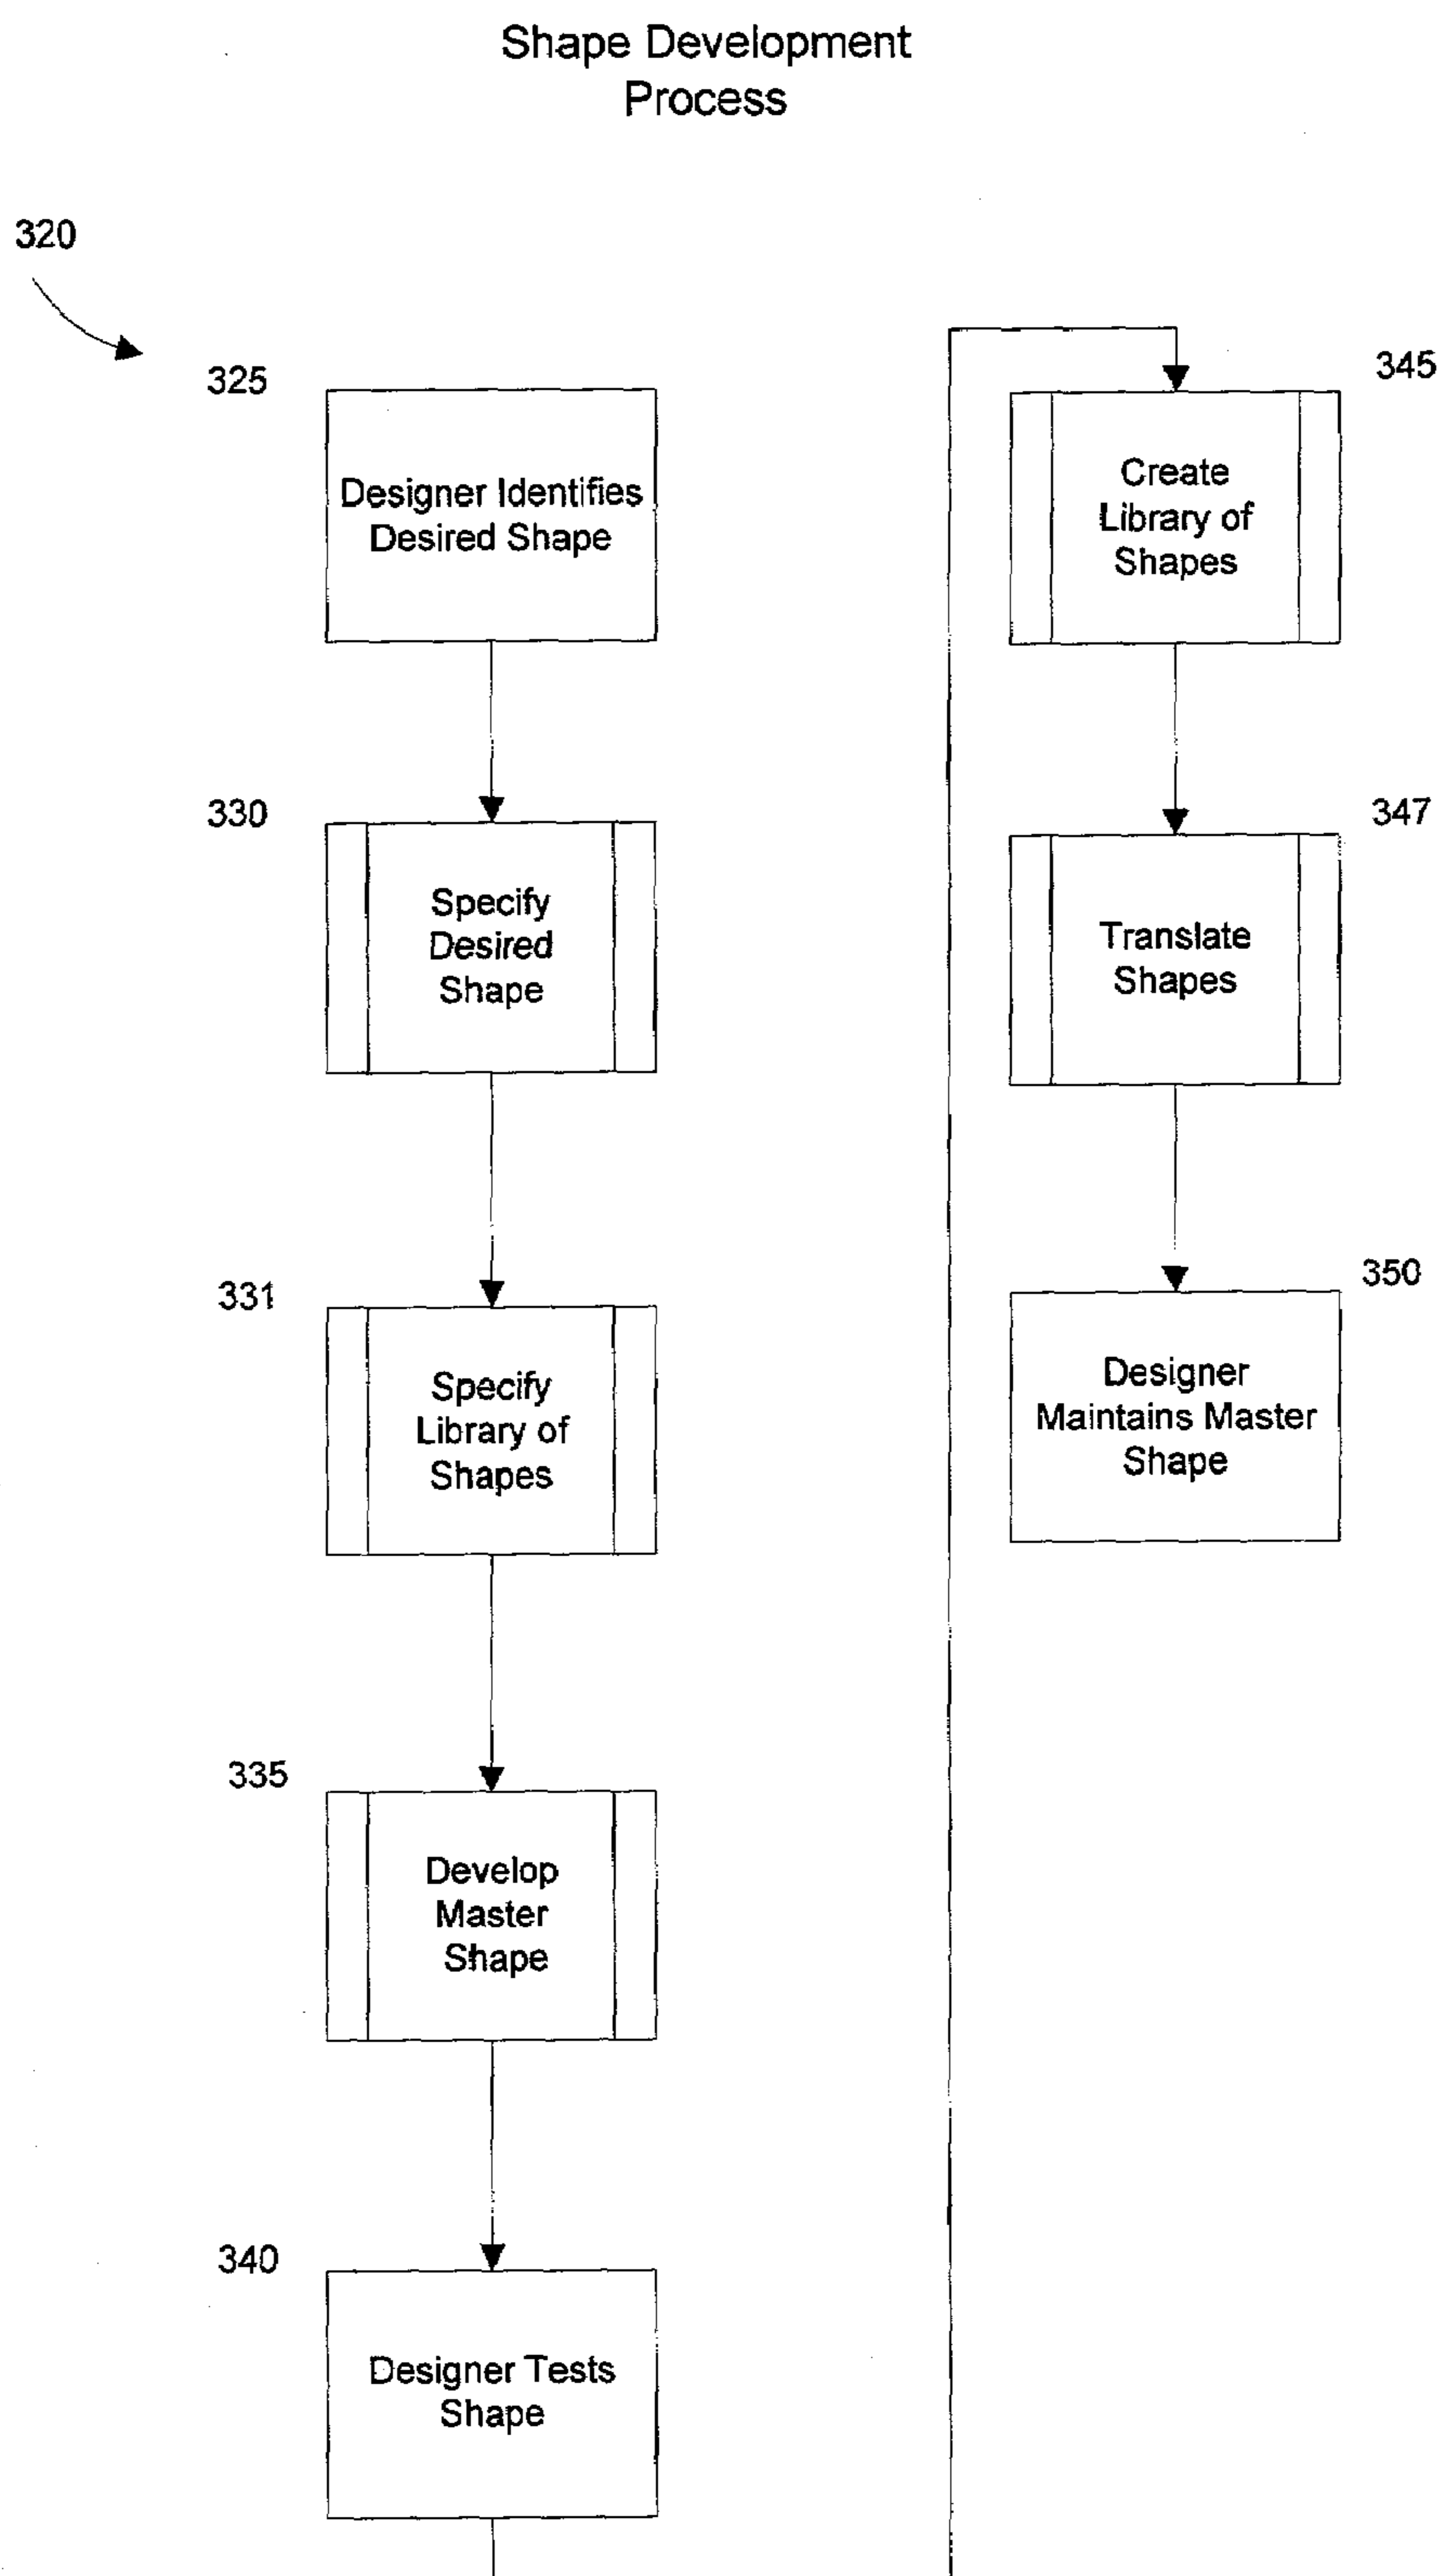 Shape Development
Process
320
325
Designer Identifies
Desired Shape
330
Specify
Desired
Shape
331
Specify
Library of
Shapes
335
Develop
Master
Shape
340
Designer Tests
Shape
345
Create
Library of
Shapes
347
Translate
Shapes
350
Designer
Maintains Master
Shape